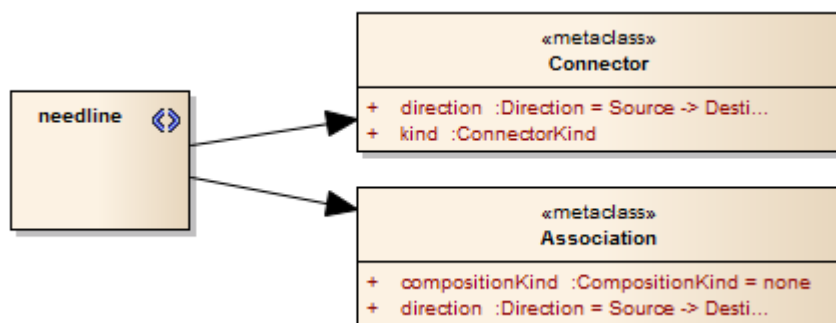 «metaclass»
Connector
+ direction :Direction = Source -> Desti...
+ kind :ConnectorKind
needline
«metaclass»
Association
+ compositionKind :CompositionKind = none
+ direction :Direction = Source -> Desti...